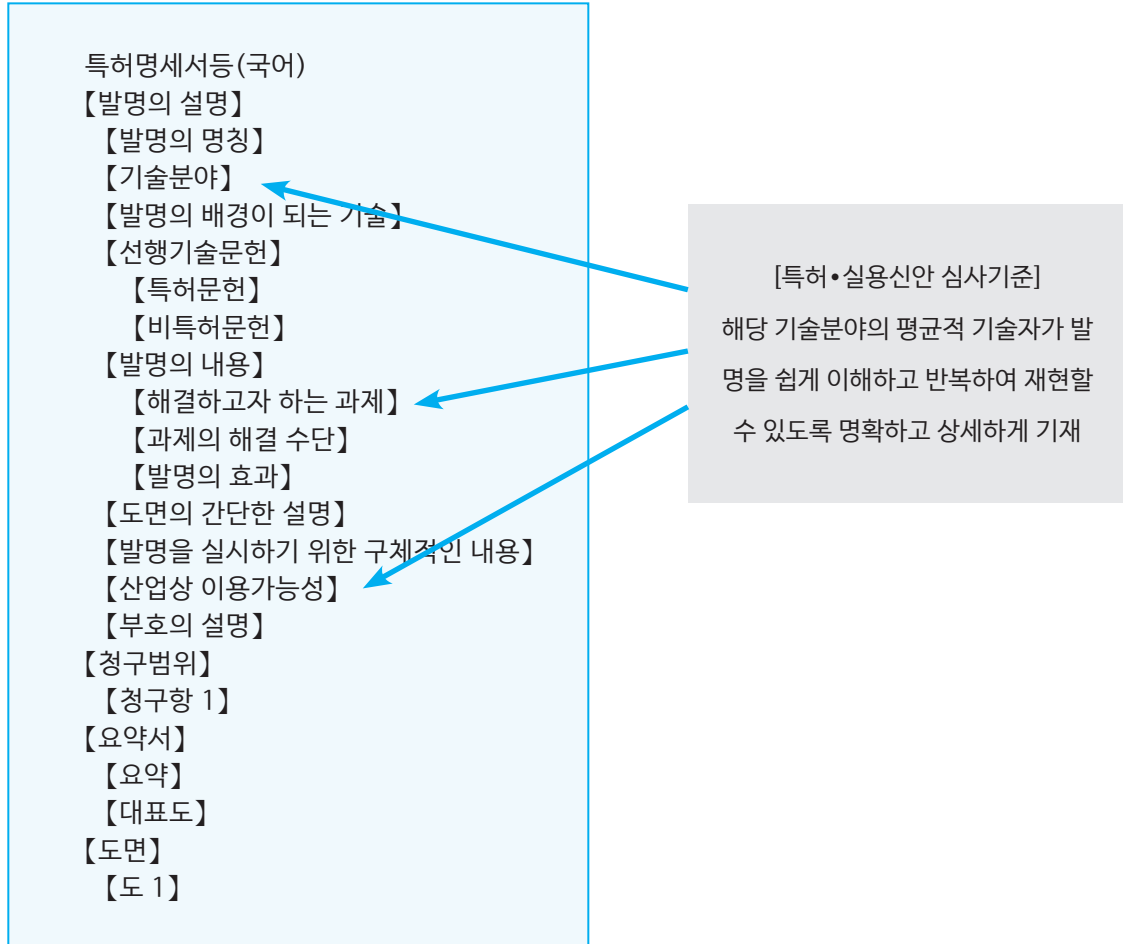 특허명세서등(국어)
【발명의 설명】
【발명의 명칭】
【기술분야】
【발명의 배경이 되는 기술】
【선행기술문헌】
【특허문헌】
【비특허문헌】
【발명의 내용】
【해결하고자 하는 과제】
【과제의 해결 수단】
【발명의 효과】
【도면의 간단한 설명】
【발명을 실시하기 위한 구체적인 내용】
【산업상 이용가능성】
【부호의 설명】
【청구범위】
【청구항 1】
【요약서】
【요약】
【대표도】
【도면】
【도 1】
[특허•실용신안 심사기준]
해당 기술분야의 평균적 기술자가 발
명을 쉽게 이해하고 반복하여 재현할
수 있도록 명확하고 상세하게 기재